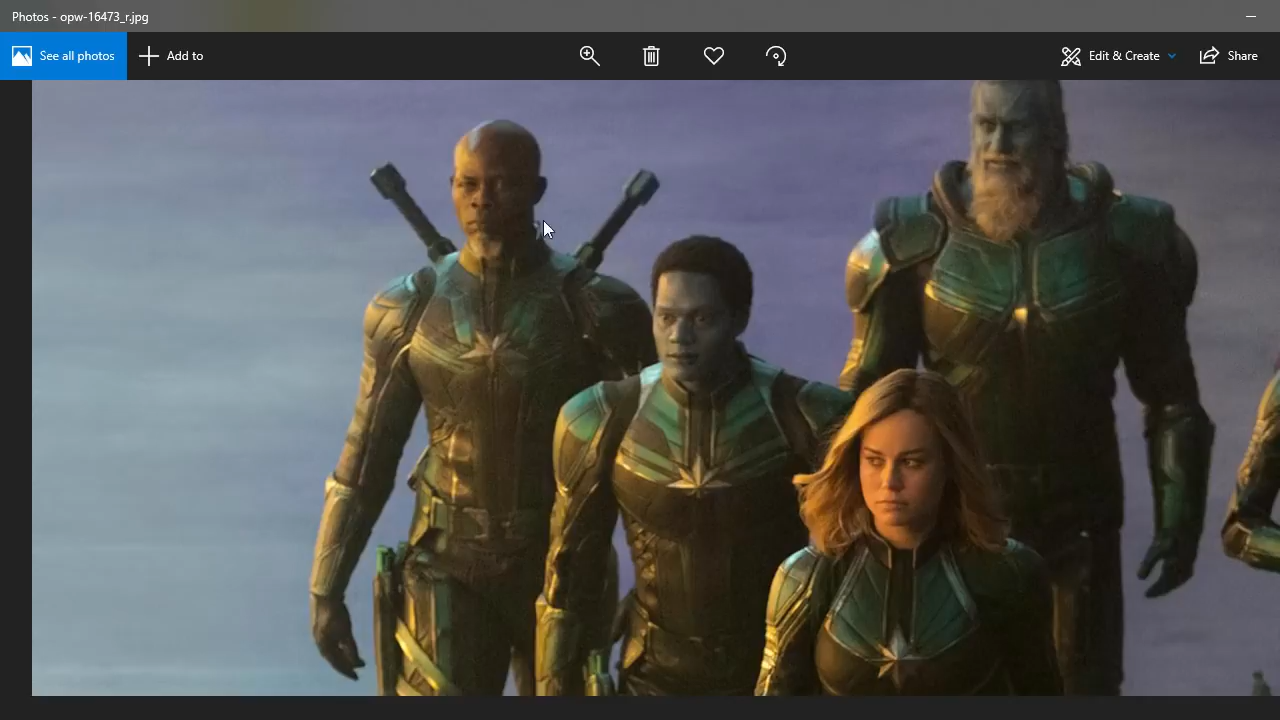 Photos - opw-16473_r.jpg
See all photos
Add to
Edit & Create
Share